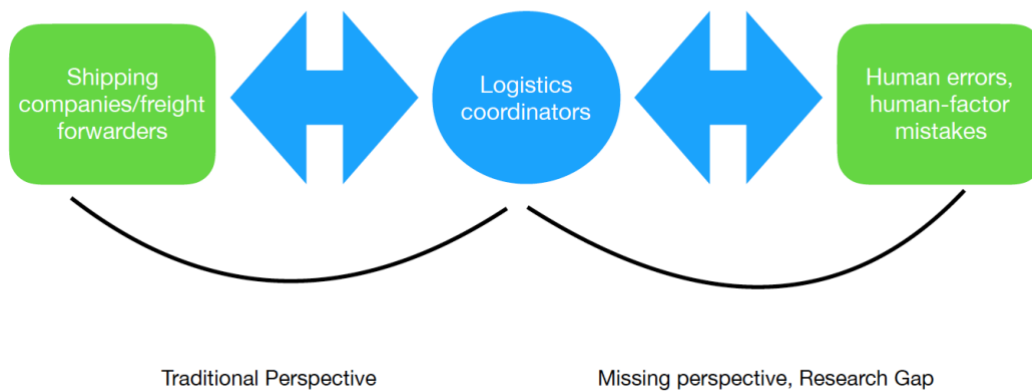 Shipping
companies/freight
forwarders
Logistics
coordinators
Human errors,
human-factor
mistakes
Traditional Perspective
Missing perspective, Research Gap